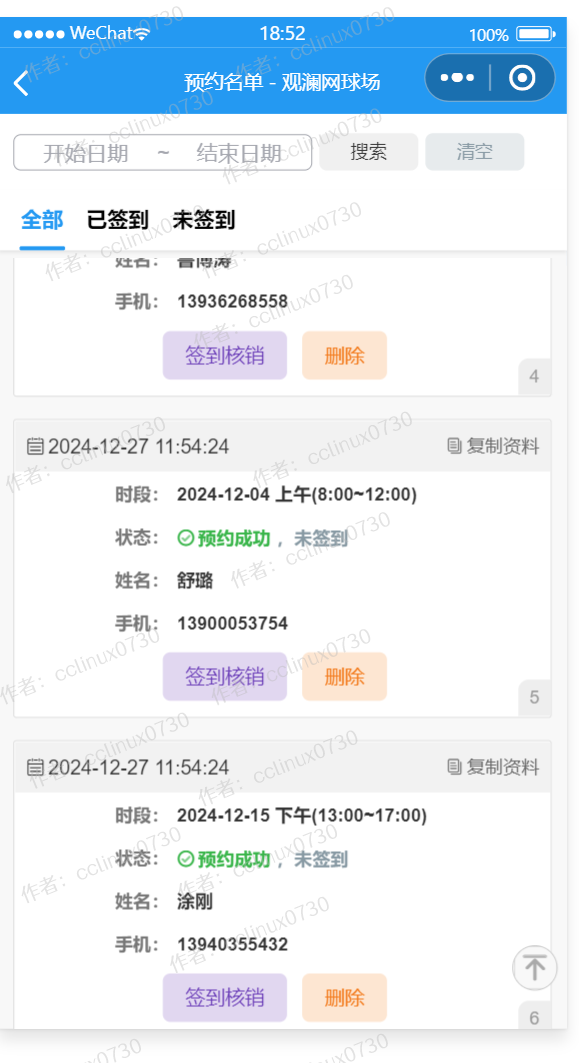 WeChat 18:52 100%
预约名单 - 观澜网球场
开始日期 ~ 结束日期 搜索 清空
全部 已签到 未签到
姓名：鲁博涛
手机：13936268558
签到核销 删除
4
2024-12-27 11:54:24 复制资料
时段：2024-12-04 上午(8:00~12:00)
状态：预约成功，未签到
姓名：舒璐
手机：13900053754
签到核销 删除
5
2024-12-27 11:54:24 复制资料
时段：2024-12-15 下午(13:00~17:00)
状态：预约成功，未签到
姓名：涂刚
手机：13940355432
签到核销 删除
6
作者：cclinux0730